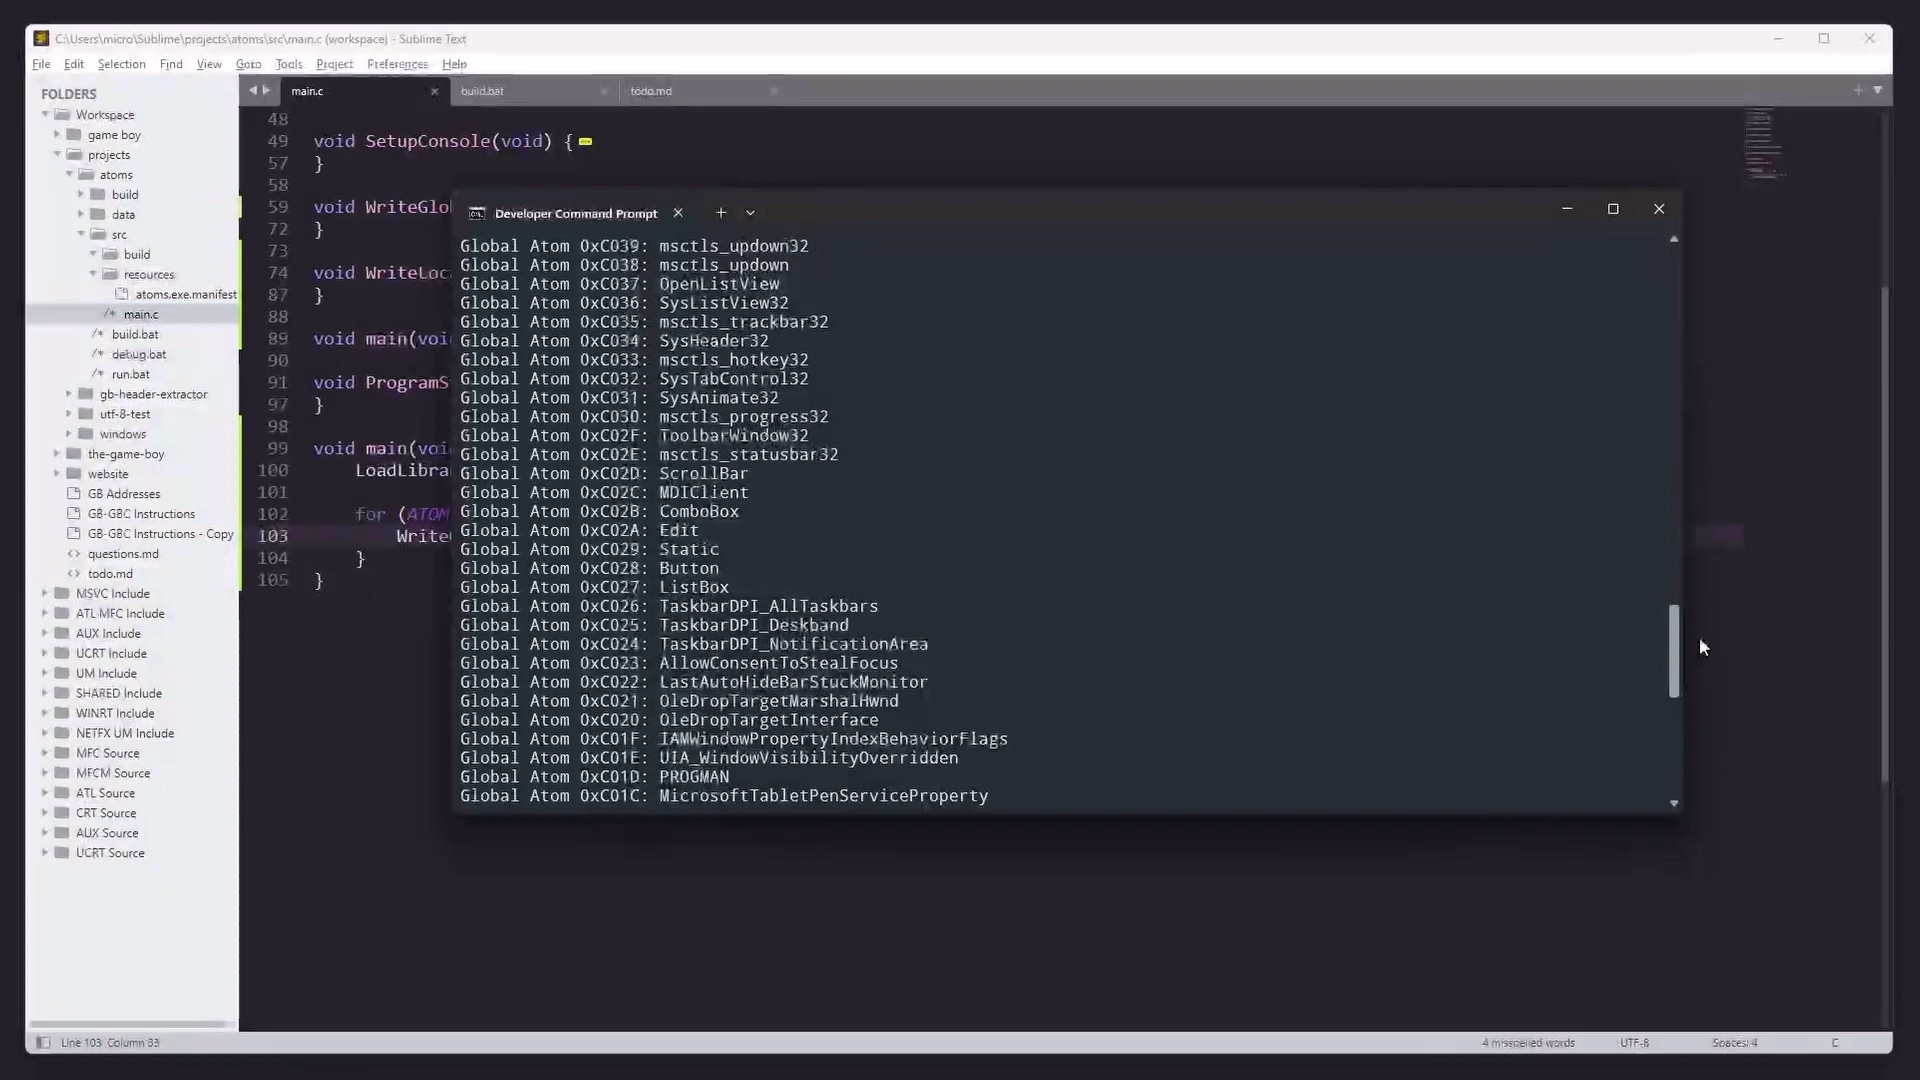 C:\Users\micro\Sublime\projects\atoms\src\main.c (workspace) - Sublime Text
File Edit Selection Find View Goto Tools Project Preferences Help
FOLDERS
Workspace
game boy
projects
atoms
build
data
src
build
resources
atoms.exe.manifest
main.c
build.bat
debug.bat
run.bat
gb-header-extractor
utf-8-test
windows
the-game-boy
website
GB Addresses
GB-GBC Instructions
GB-GBC Instructions - Copy
questions.md
todo.md
MSVC Include
ATL-MFC Include
AUX Include
UCRT Include
UM Include
SHARED Include
WINRT Include
NETFX UM Include
MFC Source
MFCM Source
ATL Source
CRT Source
AUX Source
UCRT Source
main.c build.bat todo.md
48
49 void SetupConsole(void) {
57 }
58
59 void WriteGlo
72 }
73
74 void WriteLoc
87 }
88
89 void main(voi
90
91 void ProgramS
97 }
98
99 void main(voi
100 LoadLibra
101
102 for (ATOM
103 Write
104 }
105 }
Developer Command Prompt
Global Atom 0xC039: msctls_updown32
Global Atom 0xC038: msctls_updown
Global Atom 0xC037: OpenListView
Global Atom 0xC036: SysListView32
Global Atom 0xC035: msctls_trackbar32
Global Atom 0xC034: SysHeader32
Global Atom 0xC033: msctls_hotkey32
Global Atom 0xC032: SysTabControl32
Global Atom 0xC031: SysAnimate32
Global Atom 0xC030: msctls_progress32
Global Atom 0xC02F: ToolbarWindow32
Global Atom 0xC02E: msctls_statusbar32
Global Atom 0xC02D: ScrollBar
Global Atom 0xC02C: MDIClient
Global Atom 0xC02B: ComboBox
Global Atom 0xC02A: Edit
Global Atom 0xC029: Static
Global Atom 0xC028: Button
Global Atom 0xC027: ListBox
Global Atom 0xC026: TaskbarDPI_AllTaskbars
Global Atom 0xC025: TaskbarDPI_Deskband
Global Atom 0xC024: TaskbarDPI_NotificationArea
Global Atom 0xC023: AllowConsentToStealFocus
Global Atom 0xC022: LastAutoHideBarStuckMonitor
Global Atom 0xC021: OleDropTargetMarshalHwnd
Global Atom 0xC020: OleDropTargetInterface
Global Atom 0xC01F: IAMWindowPropertyIndexBehaviorFlags
Global Atom 0xC01E: UIA_WindowVisibilityOverridden
Global Atom 0xC01D: PROGMAN
Global Atom 0xC01C: MicrosoftTabletPenServiceProperty
Line 103 Column 33
4 misspelled words UTF-8 Spaces: 4 C